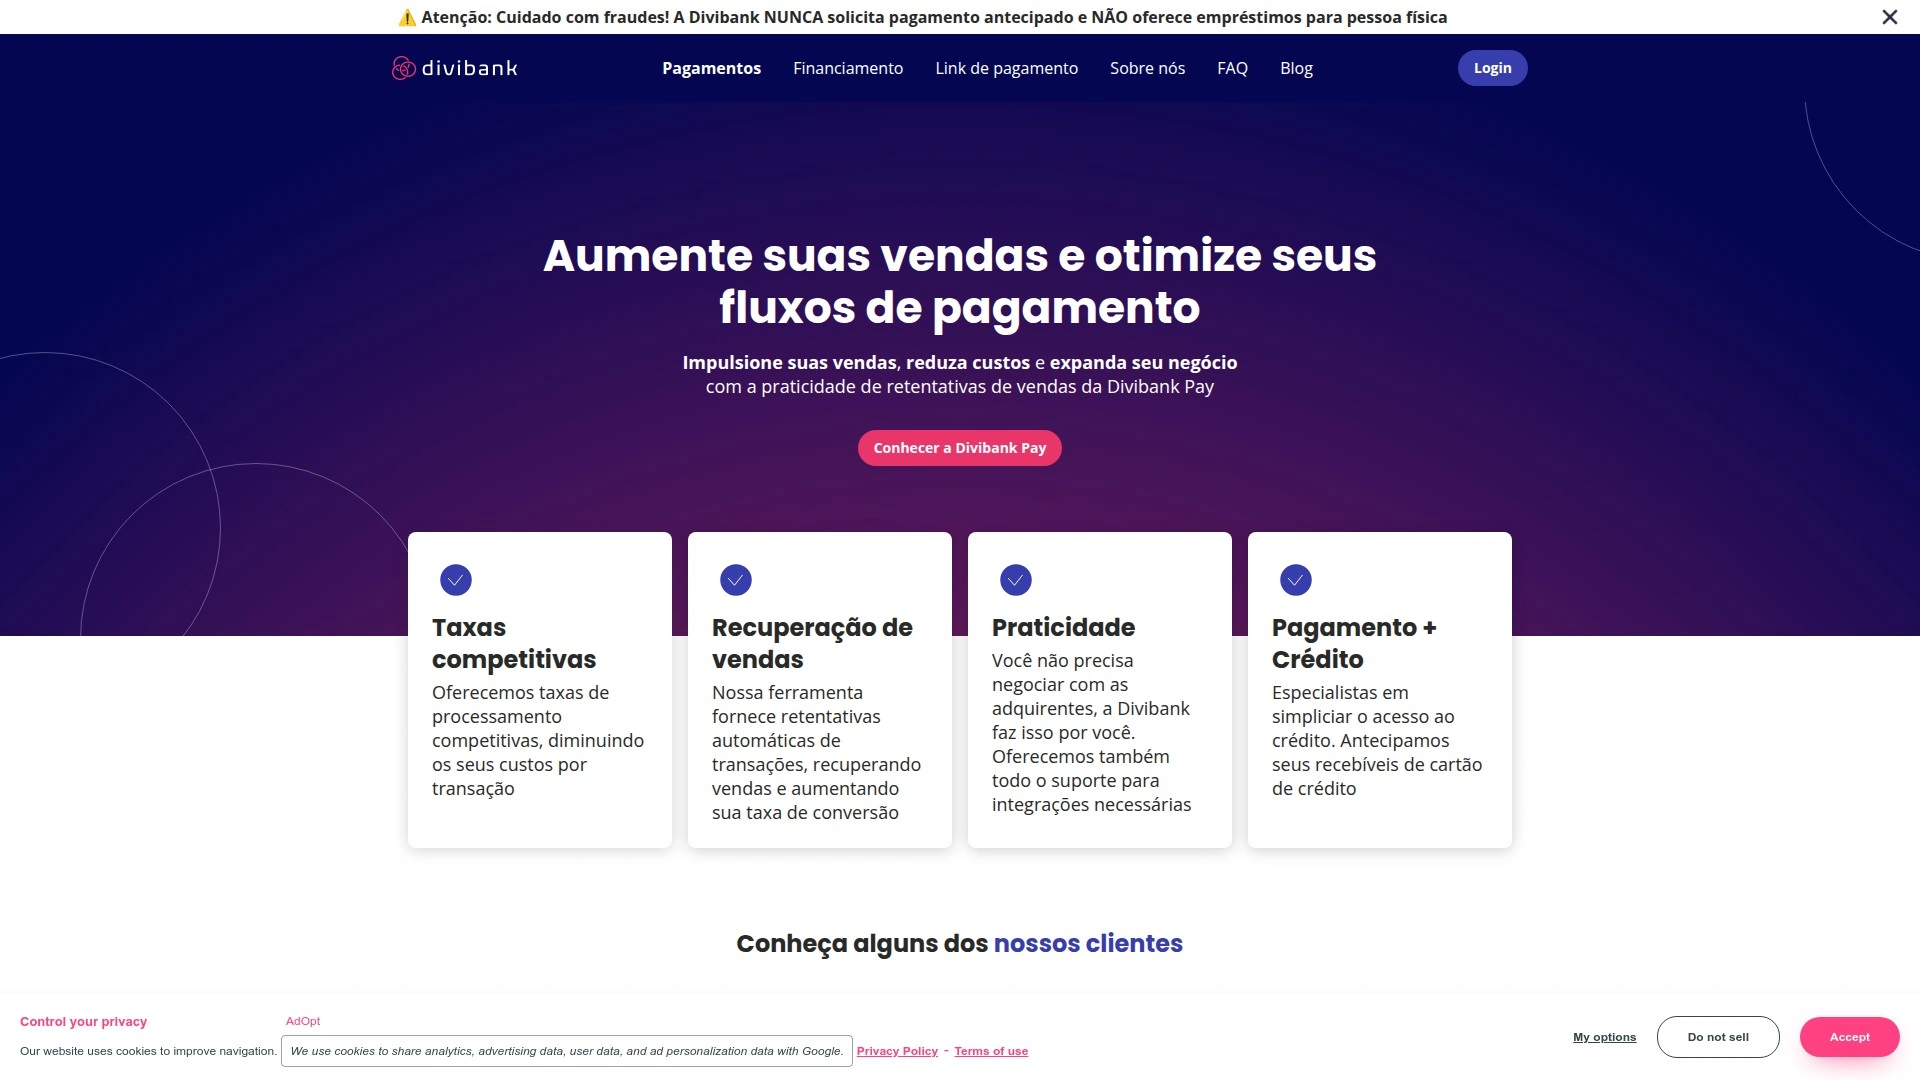 ⚠️ Atenção: Cuidado com fraudes! A Divibank NUNCA solicita pagamento antecipado e NÃO oferece empréstimos para pessoa física
divibank
Pagamentos
Financiamento
Link de pagamento
Sobre nós
FAQ
Blog
Login
Aumente suas vendas e otimize seus
fluxos de pagamento
Impulsione suas vendas, reduza custos e expanda seu negócio
com a praticidade de retentativas de vendas da Divibank Pay
Conhecer a Divibank Pay
Taxas
competitivas
Oferecemos taxas de
processamento
competitivas, diminuindo
os seus custos por
transação
Recuperação de
vendas
Nossa ferramenta
fornece retentativas
automáticas de
transações, recuperando
vendas e aumentando
sua taxa de conversão
Praticidade
Você não precisa
negociar com as
adquirentes, a Divibank
faz isso por você.
Oferecemos também
todo o suporte para
integrações necessárias
Pagamento +
Crédito
Especialistas em
simpliciar o acesso ao
crédito. Antecipamos
seus recebíveis de cartão
de crédito
Conheça alguns dos nossos clientes
Control your privacy
AdOpt
Our website uses cookies to improve navigation.
We use cookies to share analytics, advertising data, user data, and ad personalization data with Google.
Privacy Policy - Terms of use
My options
Do not sell
Accept